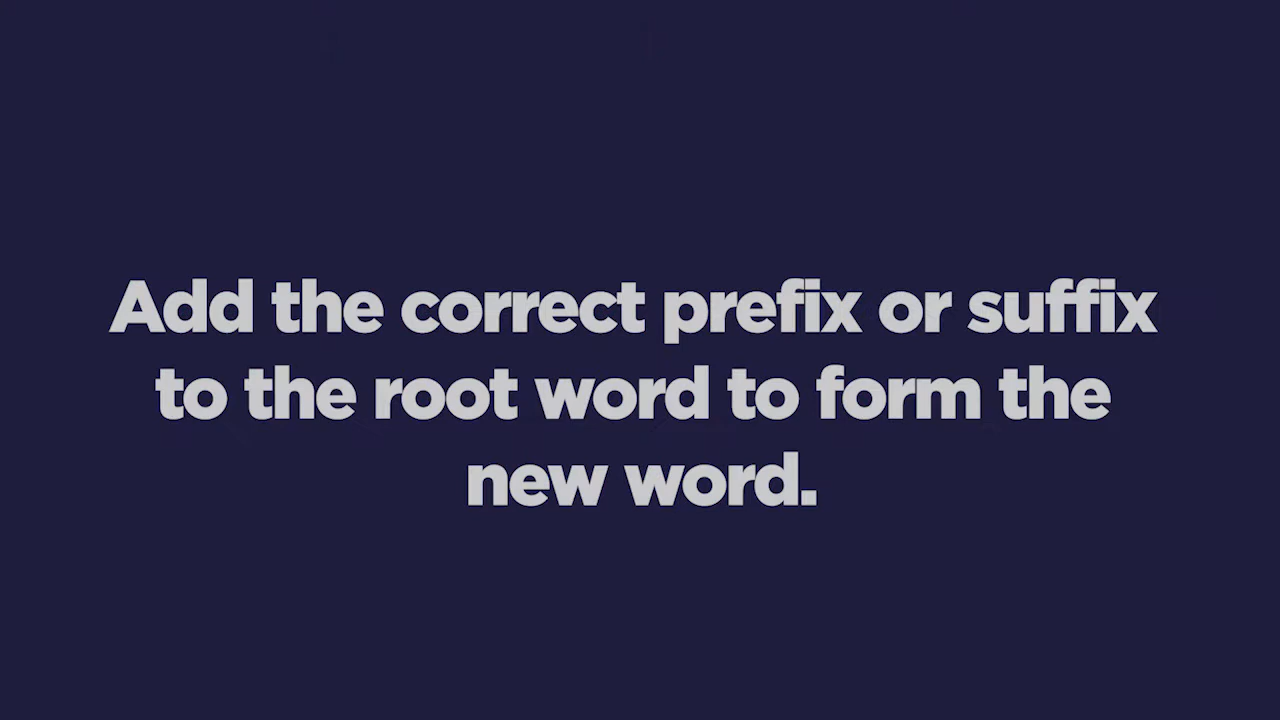 Add the correct prefix or suffix
to the root word to form the
new word.